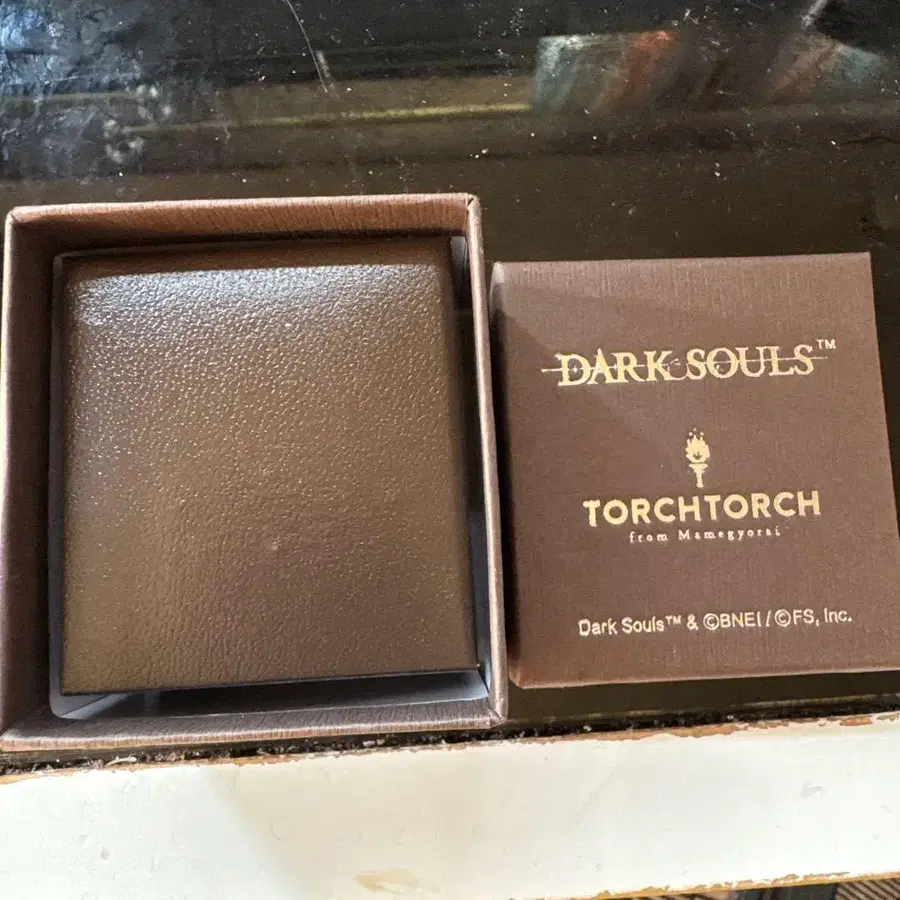 DARK SOULS™
TORCHTORCH
from Mamegyorai
Dark Souls™ & ©BNEI / ©FS, Inc.